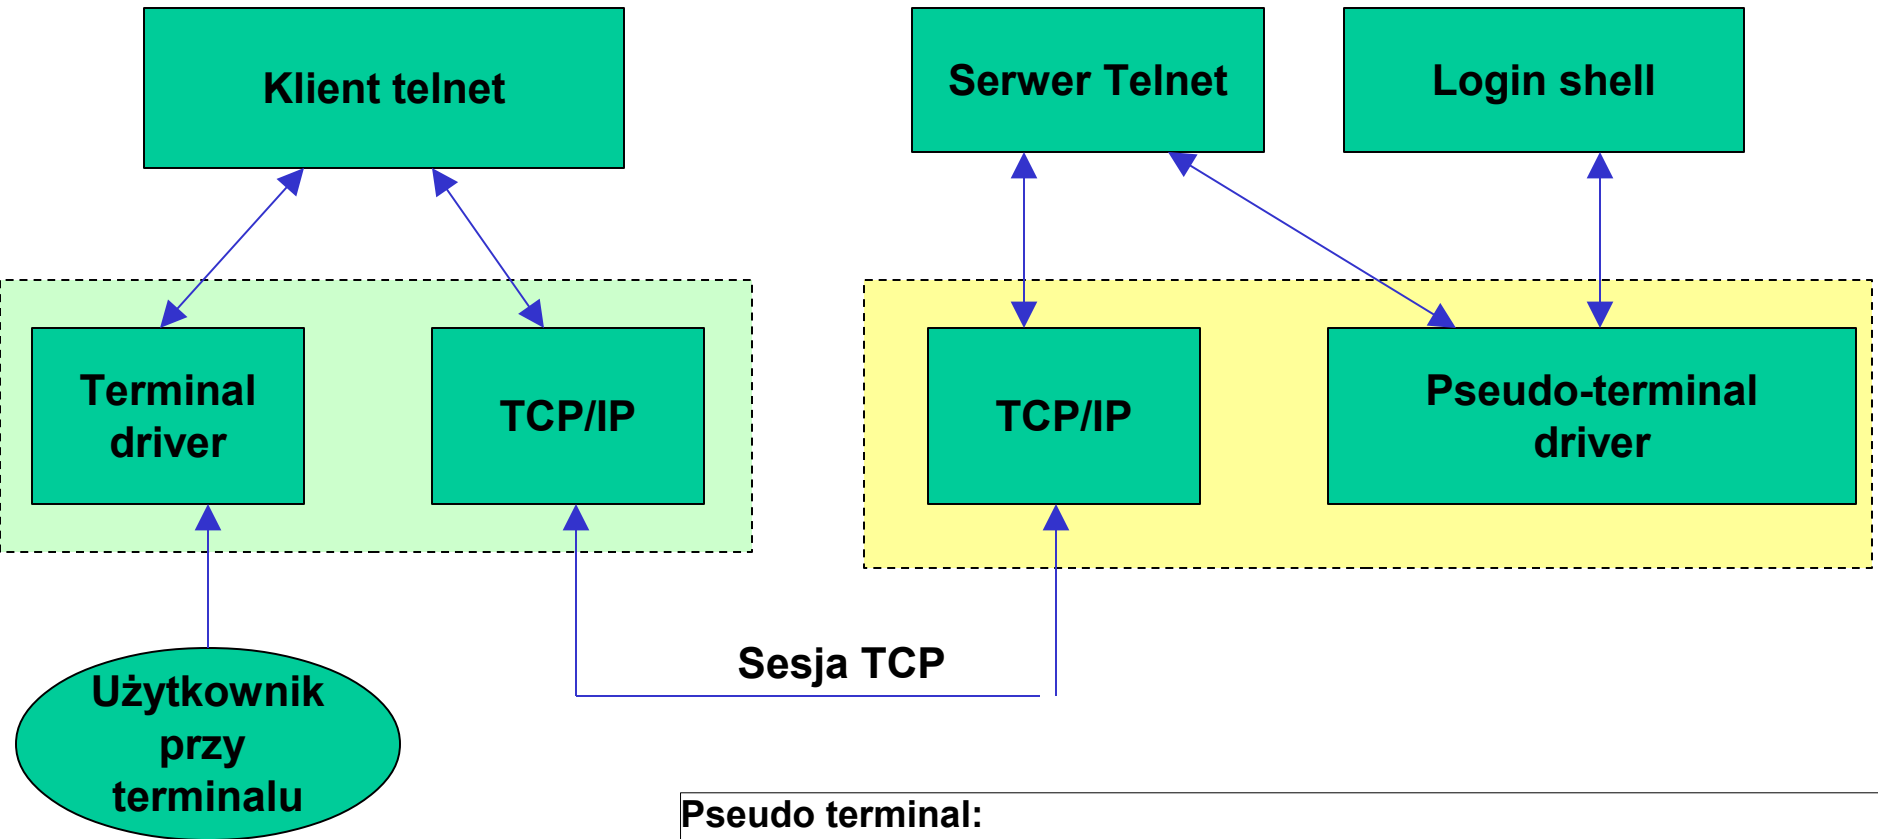 Klient telnet
Serwer Telnet
Login shell
Terminal
driver
TCP/IP
TCP/IP
Pseudo-terminal
driver
Sesja TCP
Użytkownik
przy
terminalu
Pseudo terminal: